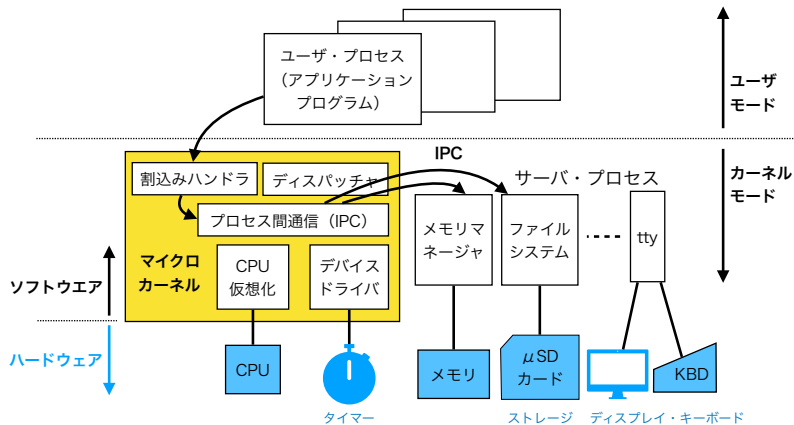 ユーザ・プロセス
（アプリケーション
プログラム）
ユーザ
モード
IPC
カーネル
モード
割込みハンドラ
ディスパッチャ
サーバ・プロセス
プロセス間通信（IPC）
メモリマ
ネージャ
ファイル
システム
tty
マイクロ
カーネル
CPU
仮想化
デバイス
ドライバ
ソフトウエア
ハードウェア
CPU
メモリ
μSD
カード
KBD
タイマー
ストレージ
ディスプレイ・キーボード